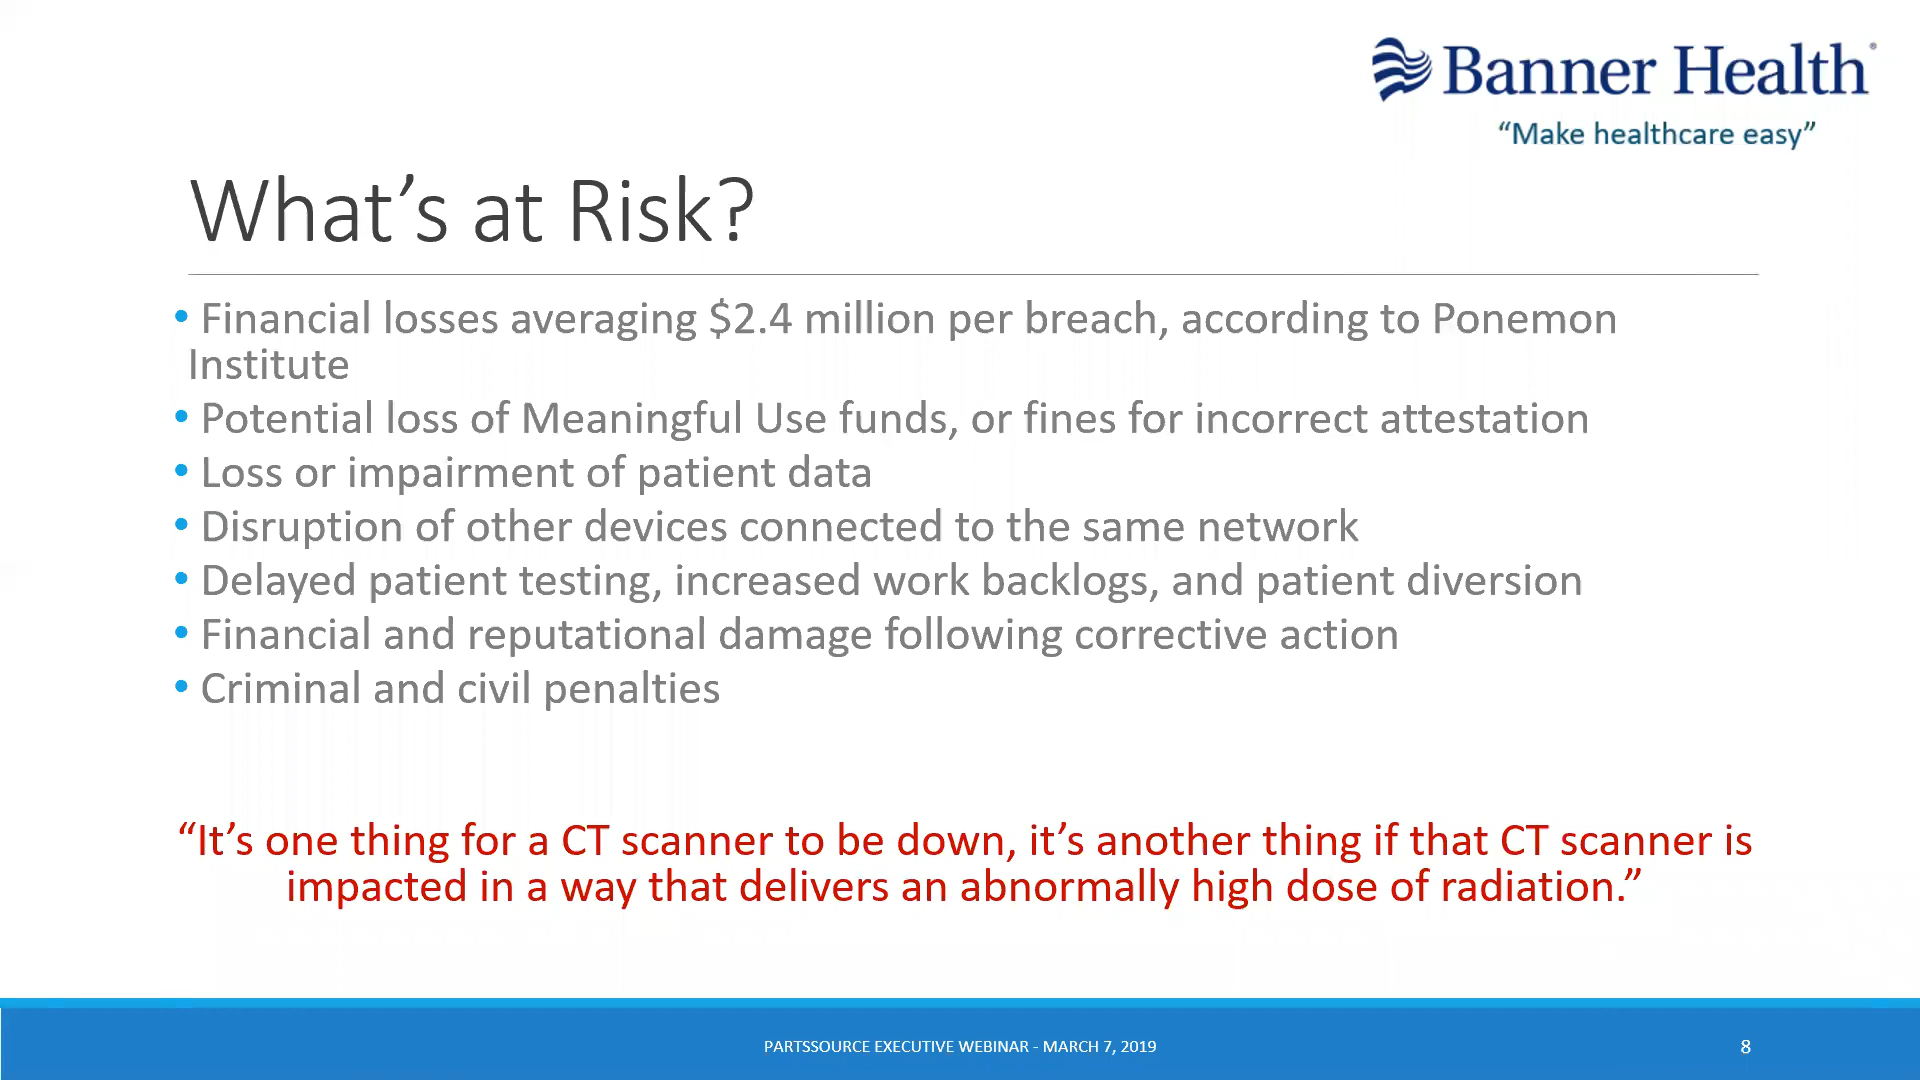 Banner Health®
“Make healthcare easy”
What’s at Risk?
• Financial losses averaging $2.4 million per breach, according to Ponemon
Institute
• Potential loss of Meaningful Use funds, or fines for incorrect attestation
• Loss or impairment of patient data
• Disruption of other devices connected to the same network
• Delayed patient testing, increased work backlogs, and patient diversion
• Financial and reputational damage following corrective action
• Criminal and civil penalties
“It’s one thing for a CT scanner to be down, it’s another thing if that CT scanner is
impacted in a way that delivers an abnormally high dose of radiation.”
PARTSSOURCE EXECUTIVE WEBINAR - MARCH 7, 2019
8